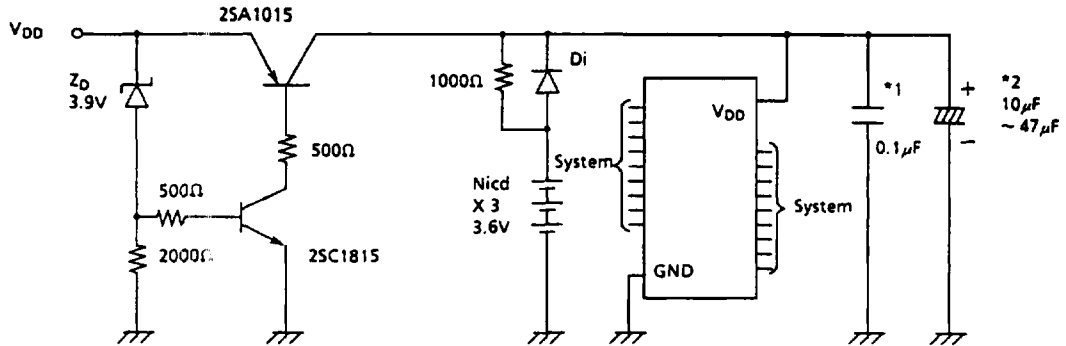 2SA1015
VDD
ZD
3.9V
500Ω
500Ω
2000Ω
2SC1815
1000Ω
Di
Nicd
X 3
3.6V
System
VDD
GND
System
*1
0.1μF
+
*2
10μF
~ 47μF
−